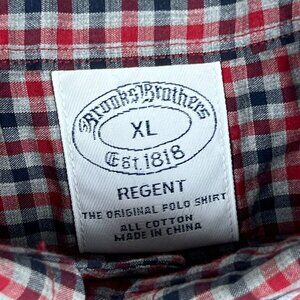 Brooks Brothers
XL
Est. 1818
REGENT
THE ORIGINAL POLO SHIRT
ALL COTTON
MADE IN CHINA